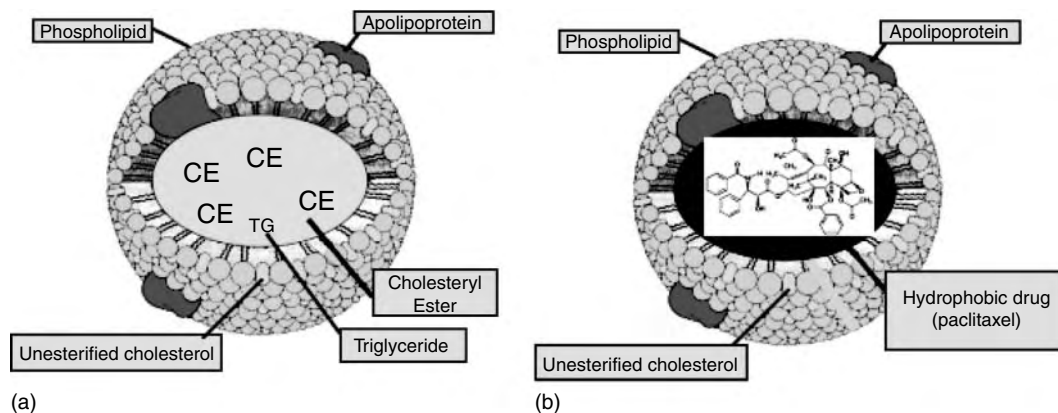 Phospholipid
Apolipoprotein
CE
CE
CE
CE
TG
Cholesteryl
Ester
Unesterified cholesterol
Triglyceride
(a)
Phospholipid
Apolipoprotein
Hydrophobic drug
(paclitaxel)
Unesterified cholesterol
(b)